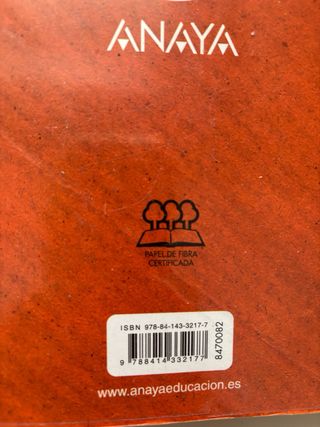 ANAYA
PAPEL DE FIBRA
CERTIFICADA
ISBN 978-84-143-3217-7
9 788414 332177
8470082
www.anayaeducacion.es